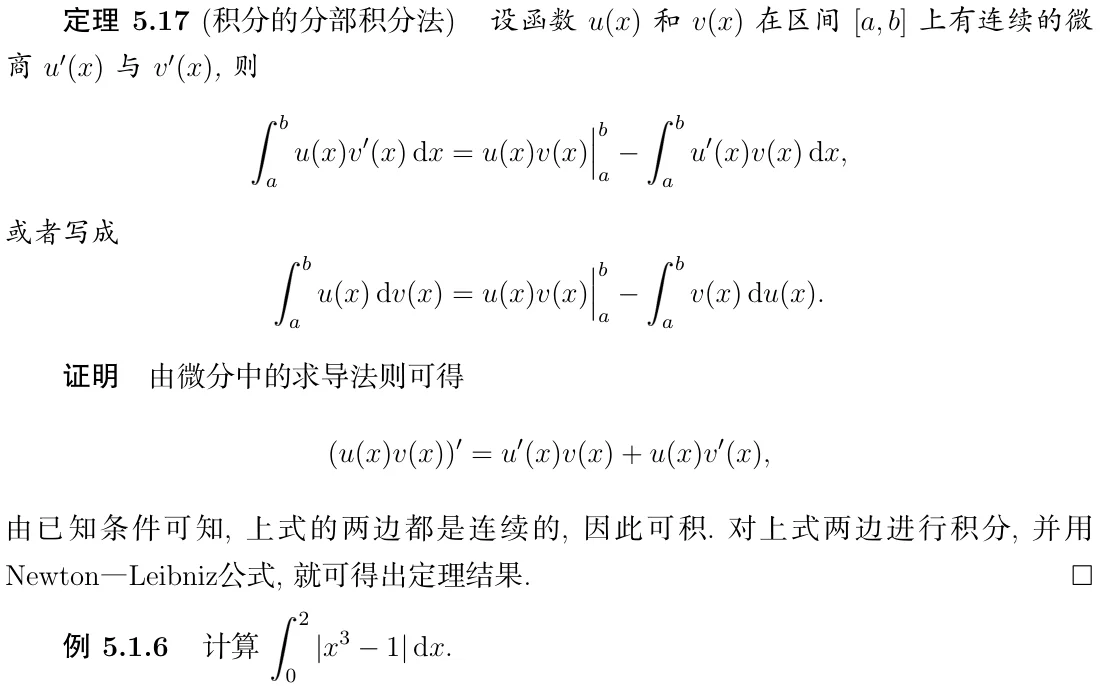 定理 5.17 (积分的分部积分法) 设函数 u(x) 和 v(x) 在区间 [a, b] 上有连续的微
商 u′(x) 与 v′(x), 则
∫_a^b u(x)v′(x) dx = u(x)v(x)|_a^b − ∫_a^b u′(x)v(x) dx,
或者写成
∫_a^b u(x) dv(x) = u(x)v(x)|_a^b − ∫_a^b v(x) du(x).
证明 由微分中的求导法则可得
(u(x)v(x))′ = u′(x)v(x) + u(x)v′(x),
由已知条件可知, 上式的两边都是连续的, 因此可积. 对上式两边进行积分, 并用
Newton—Leibniz公式, 就可得出定理结果. □
例 5.1.6 计算 ∫_0^2 |x³ − 1| dx.